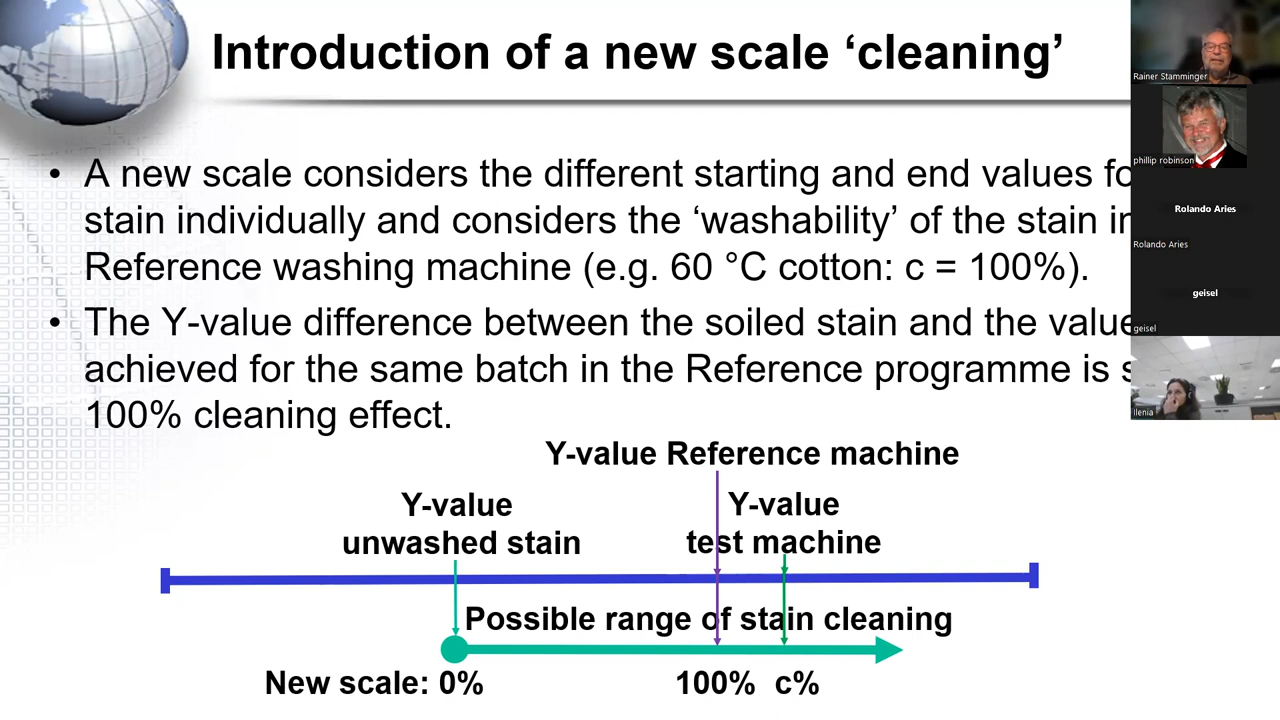 Introduction of a new scale ‘cleaning’
• A new scale considers the different starting and end values
stain individually and considers the ‘washability’ of the stain
Reference washing machine (e.g. 60 °C cotton: c = 100%).
• The Y-value difference between the soiled stain and the
achieved for the same batch in the Reference programme is
100% cleaning effect.
Y-value Reference machine
Y-value
unwashed stain
Y-value
test machine
Possible range of stain cleaning
New scale: 0%
100%
c%
Rainer Stamminger
phillip robinson
Rolando Aries
Rolando Aries
geisel
geisel
Ilenia